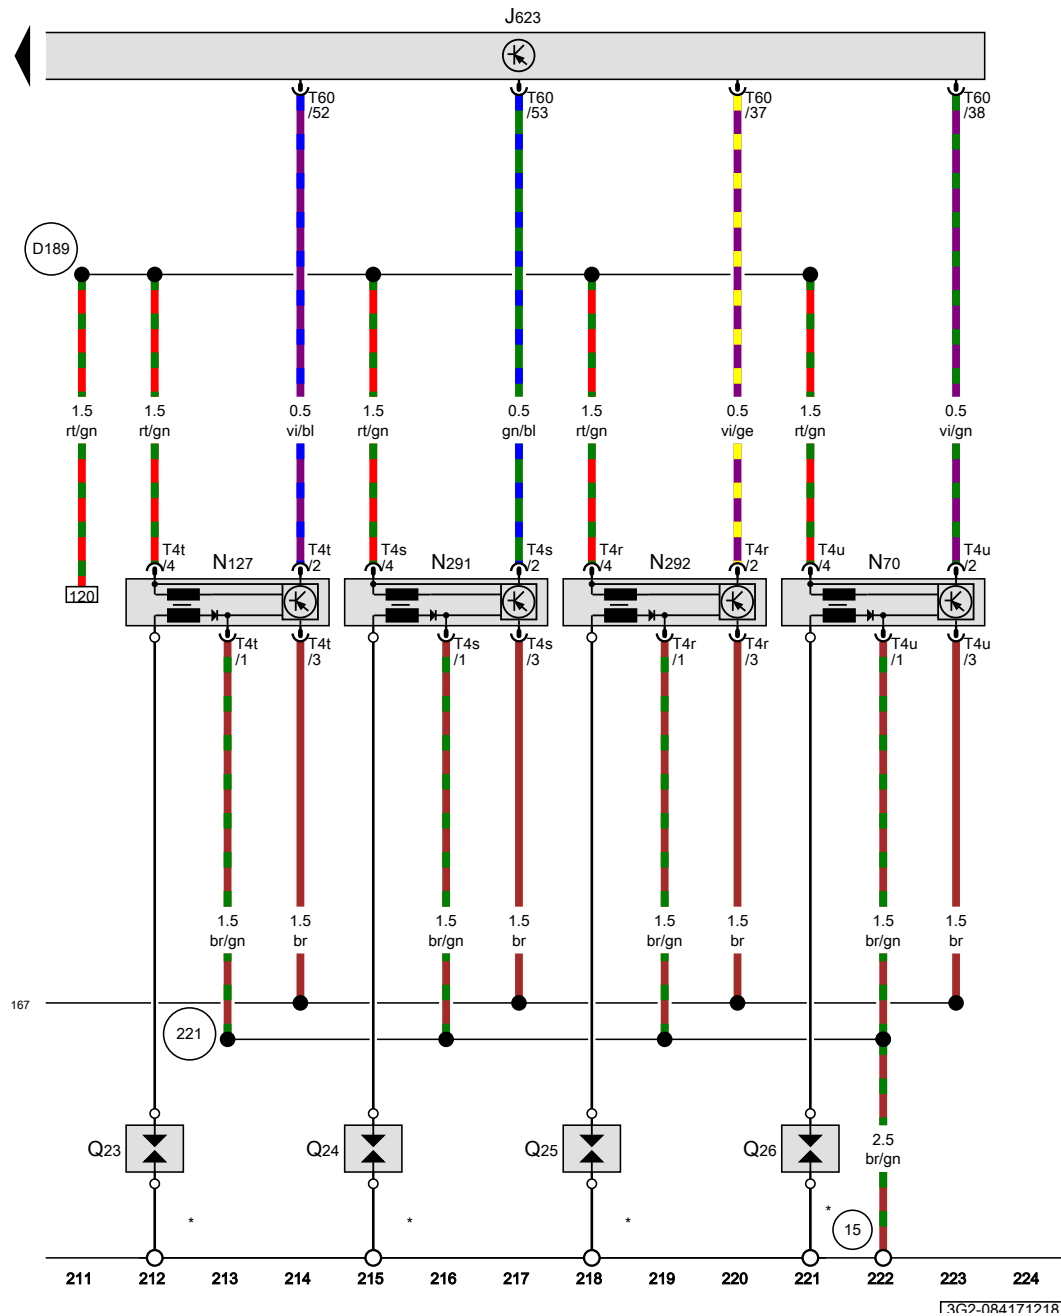 J623
T60 T60 T60 T60
/52 /53 /37 /38
D189
1.5 1.5 0.5 1.5 0.5 1.5 0.5 1.5 0.5
rt/gn rt/gn vi/bl rt/gn gn/bl rt/gn vi/ge rt/gn vi/gn
T4t N127 T4t T4s N291 T4s T4r N292 T4r T4u N70 T4u
/4 /2 /4 /2 /4 /2 /4 /2
120
T4t T4t T4s T4s T4r T4r T4u T4u
/1 /3 /1 /3 /1 /3 /1 /3
1.5 1.5 1.5 1.5 1.5 1.5 1.5 1.5
br/gn br br/gn br br/gn br br/gn br
167
221
Q23 Q24 Q25 Q26
2.5
br/gn
* * * * 15
211 212 213 214 215 216 217 218 219 220 221 222 223 224
3G2-084171218